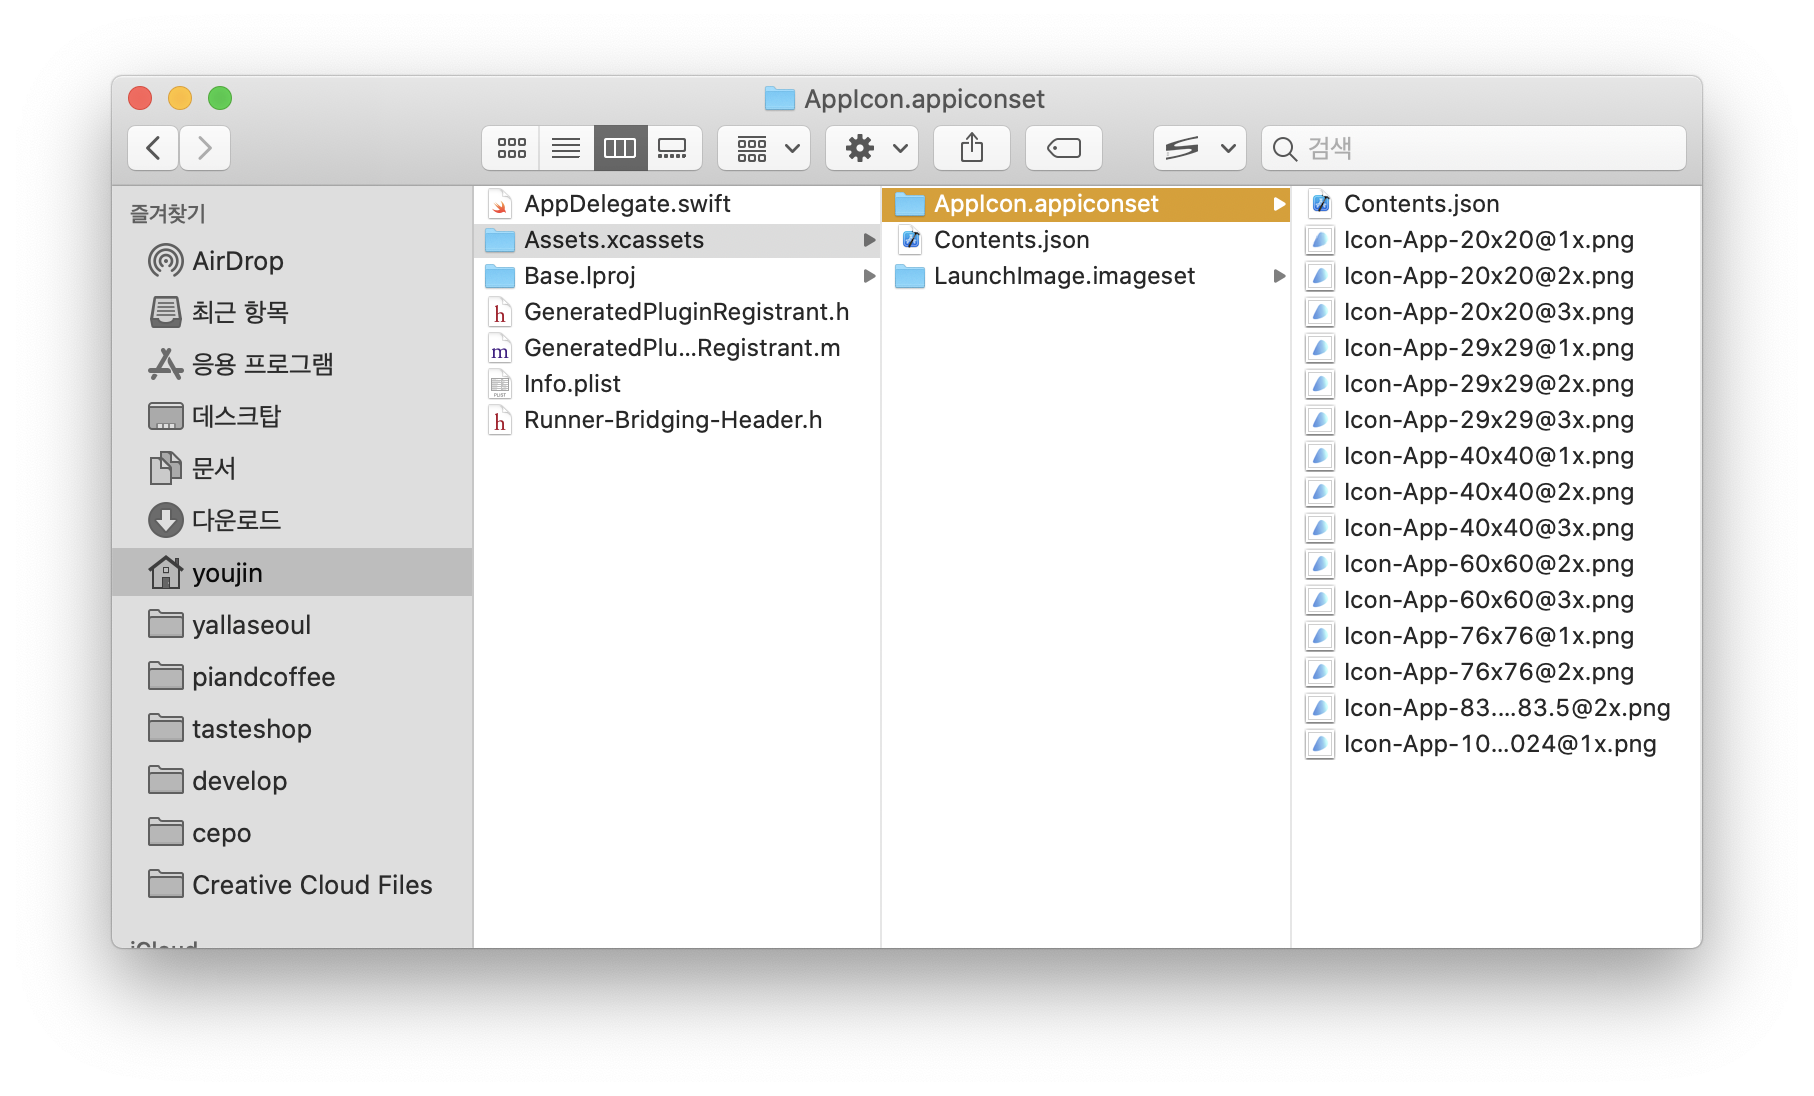 AppIcon.appiconset
검색
즐겨찾기
AirDrop
최근 항목
응용 프로그램
데스크탑
문서
다운로드
youjin
yallaseoul
piandcoffee
tasteshop
develop
cepo
Creative Cloud Files
iCloud
AppDelegate.swift
Assets.xcassets
Base.lproj
GeneratedPluginRegistrant.h
GeneratedPlu...Registrant.m
Info.plist
Runner-Bridging-Header.h
AppIcon.appiconset
Contents.json
LaunchImage.imageset
Contents.json
Icon-App-20x20@1x.png
Icon-App-20x20@2x.png
Icon-App-20x20@3x.png
Icon-App-29x29@1x.png
Icon-App-29x29@2x.png
Icon-App-29x29@3x.png
Icon-App-40x40@1x.png
Icon-App-40x40@2x.png
Icon-App-40x40@3x.png
Icon-App-60x60@2x.png
Icon-App-60x60@3x.png
Icon-App-76x76@1x.png
Icon-App-76x76@2x.png
Icon-App-83....83.5@2x.png
Icon-App-10...024@1x.png